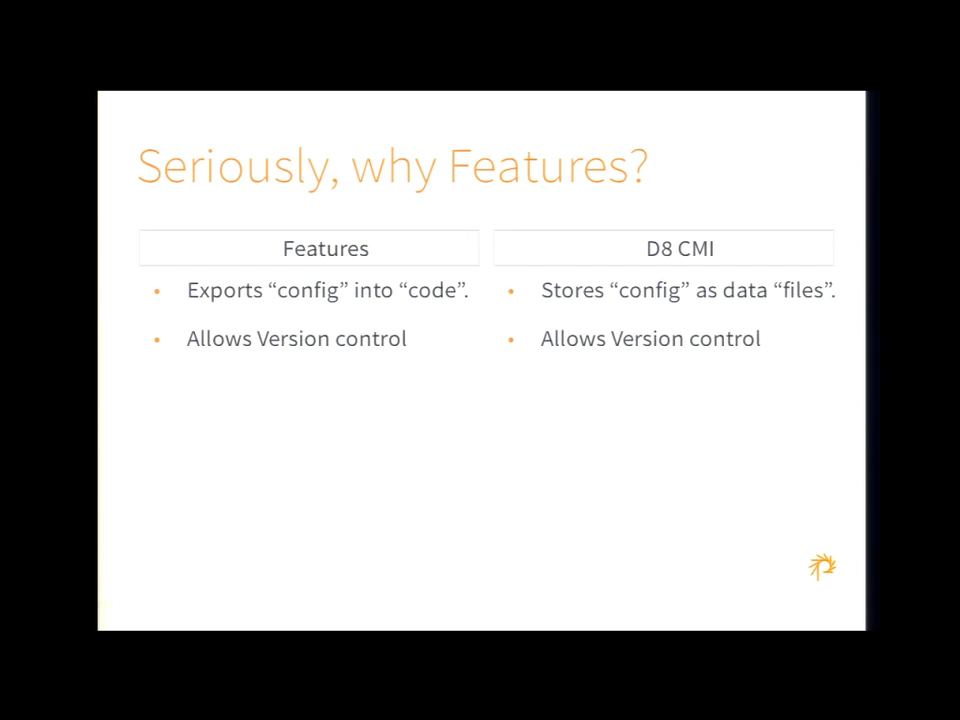 Seriously, why Features?
Features
D8 CMI
Exports “config” into “code”.
Stores “config” as data “files”.
Allows Version control
Allows Version control